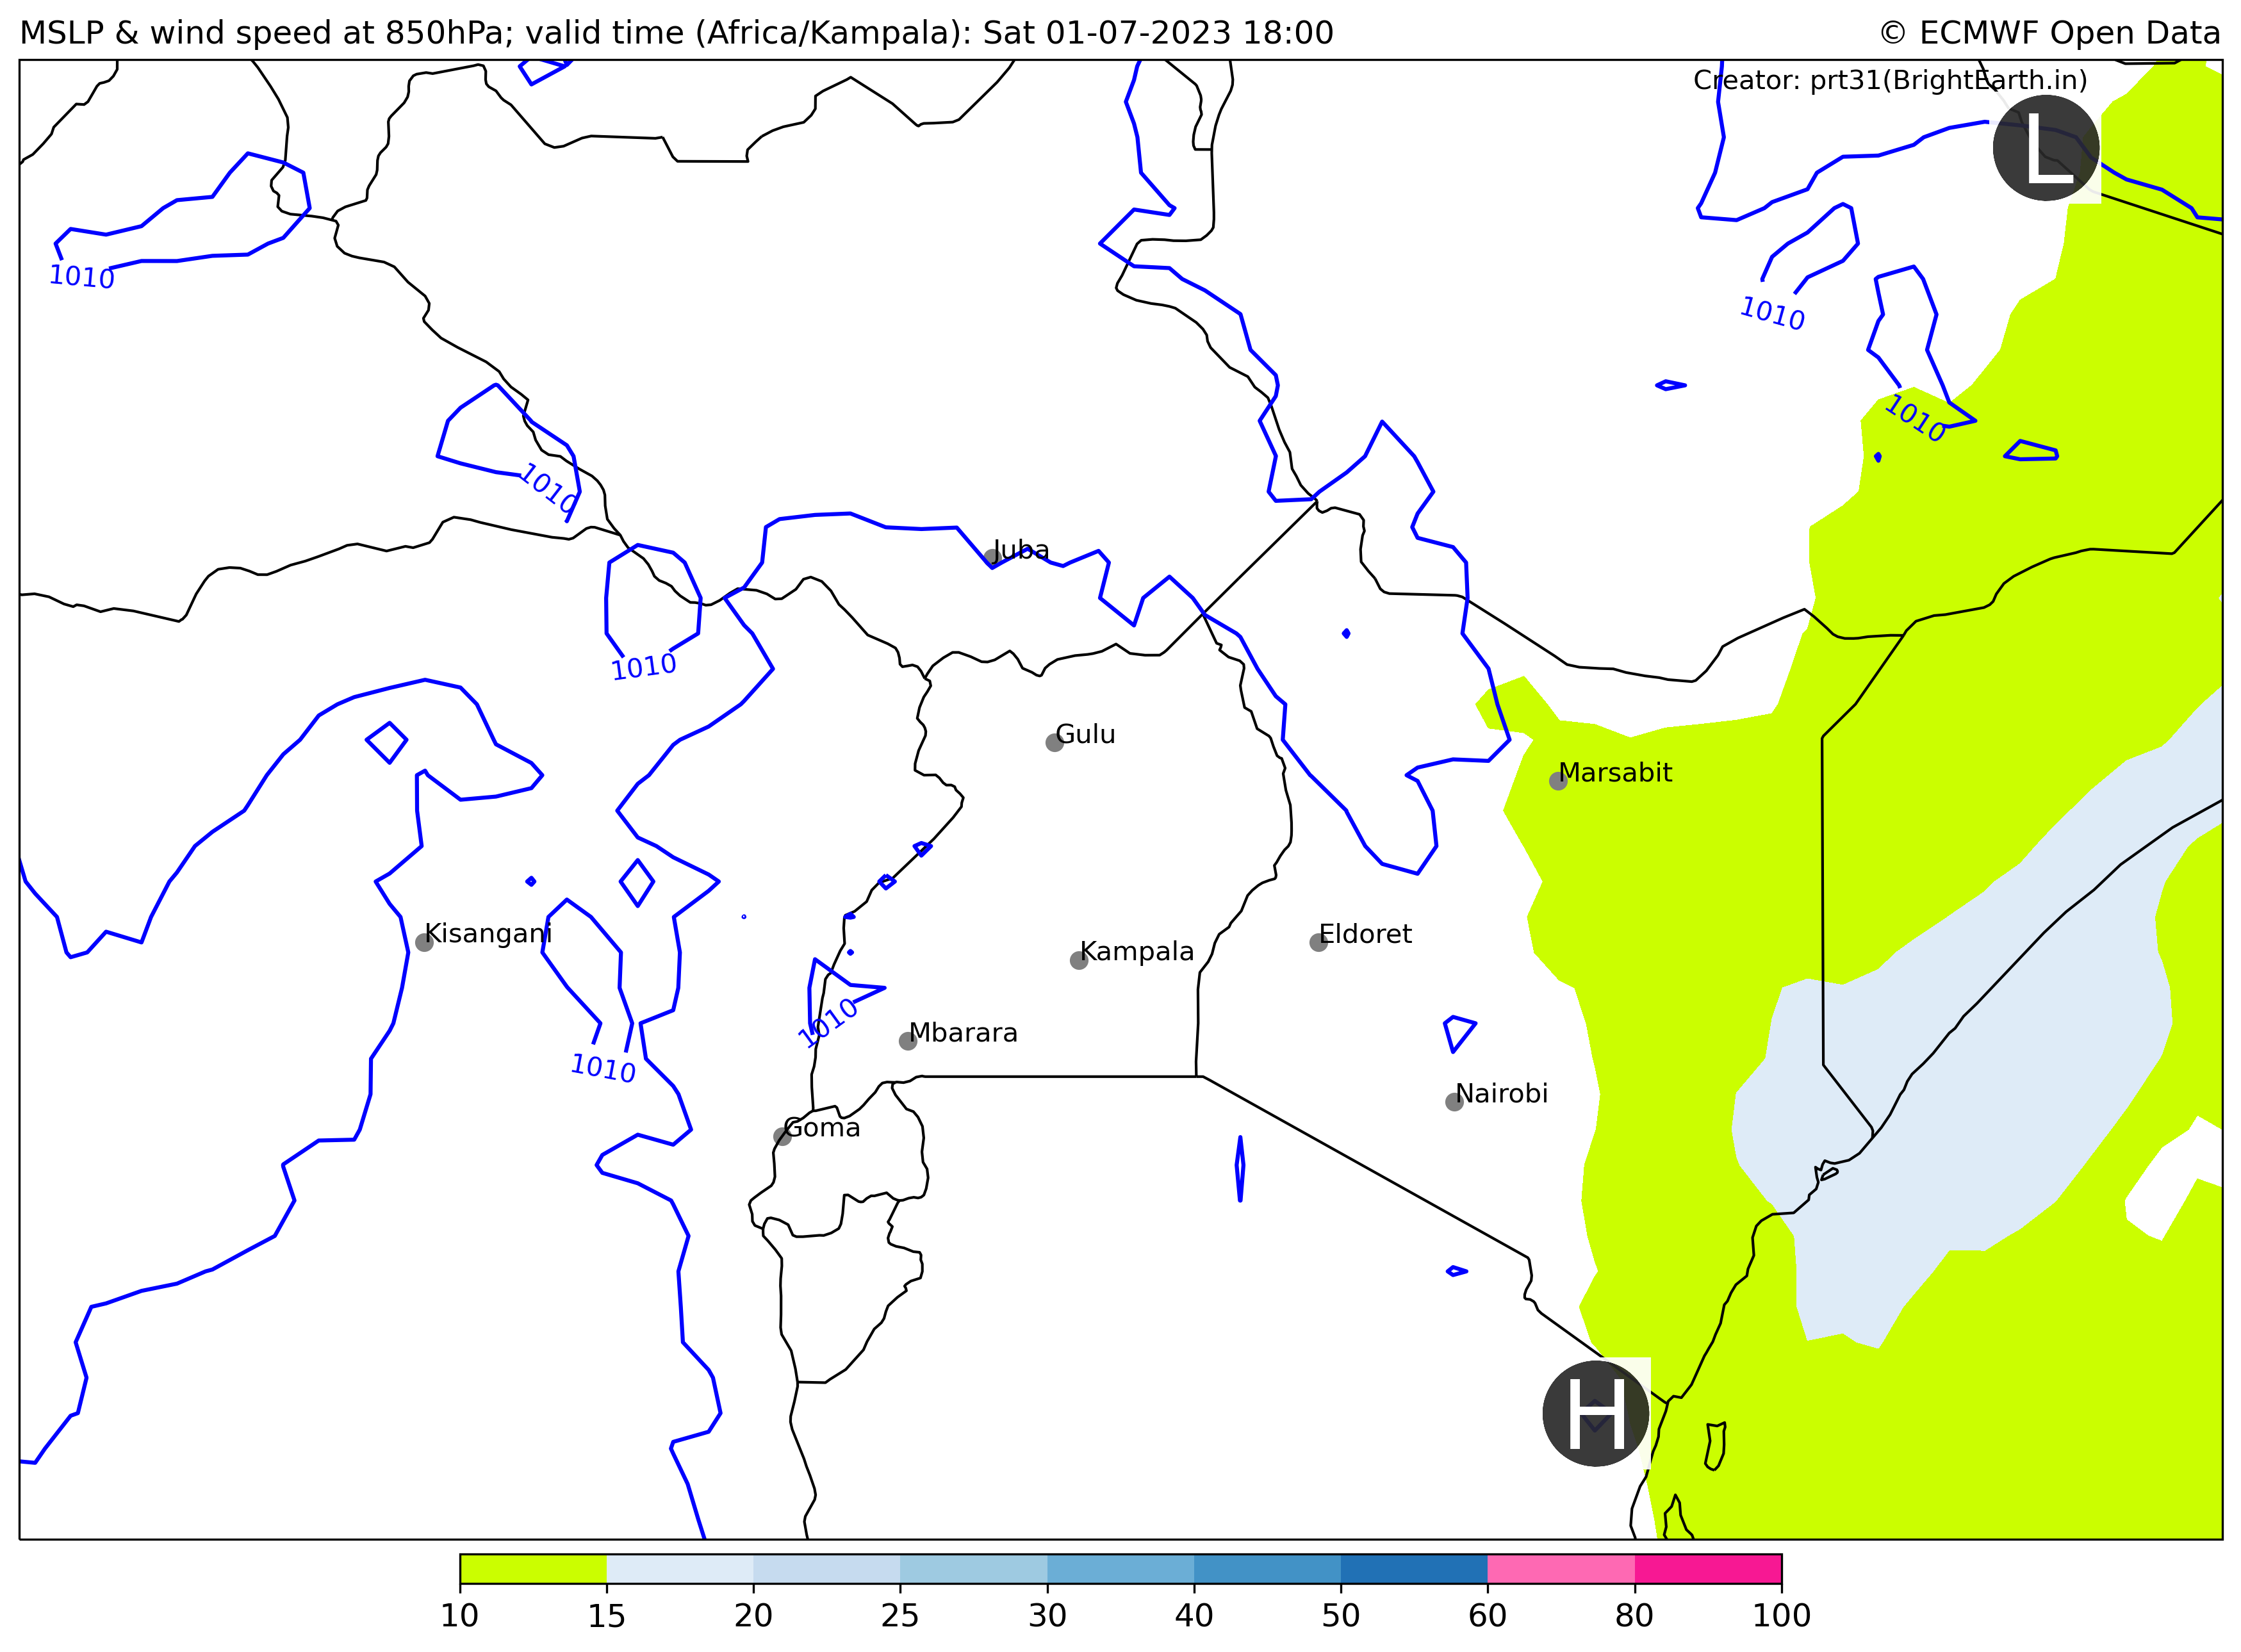 MSLP & wind speed at 850hPa; valid time (Africa/Kampala): Sat 01-07-2023 18:00
© ECMWF Open Data
Creator: prt31(BrightEarth.in)
L
1010
1010
1010
1010
Juba
1010
Gulu
Marsabit
Kisangani
Eldoret
Kampala
1010
Mbarara
1010
Nairobi
Goma
H
10 15 20 25 30 40 50 60 80 100